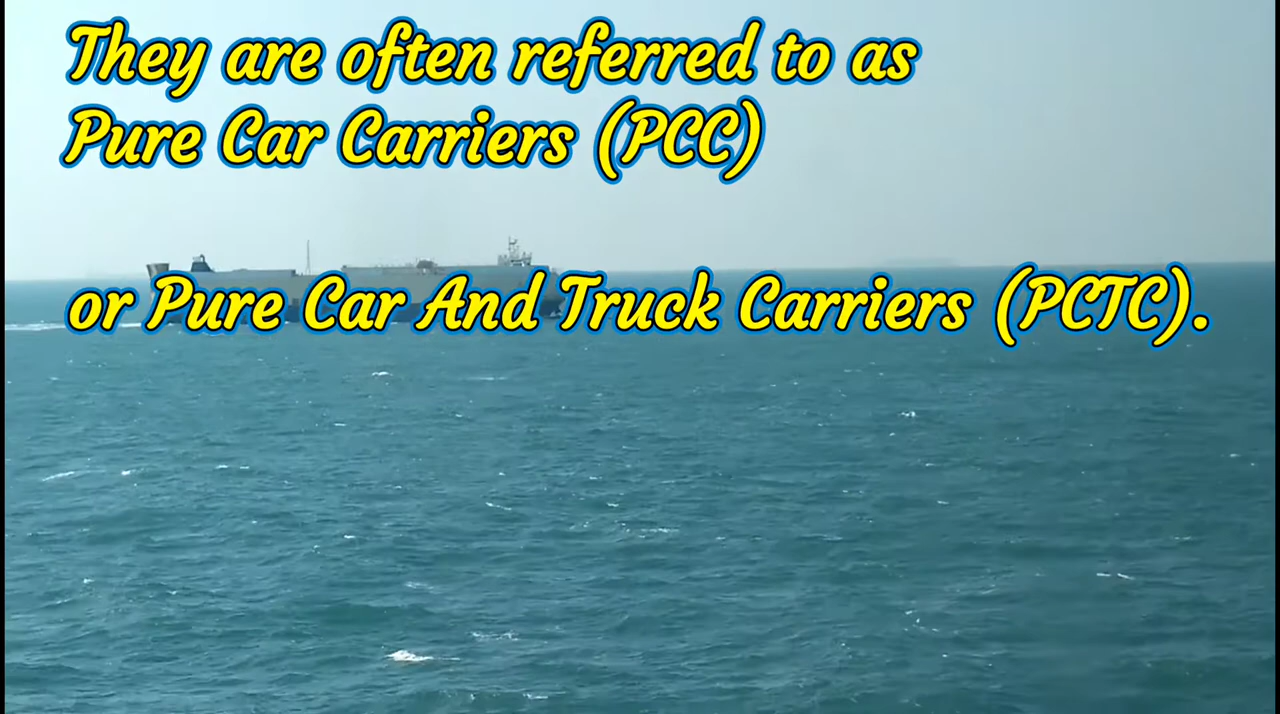 They are often referred to as
Pure Car Carriers (PCC)
or Pure Car And Truck Carriers (PCTC).